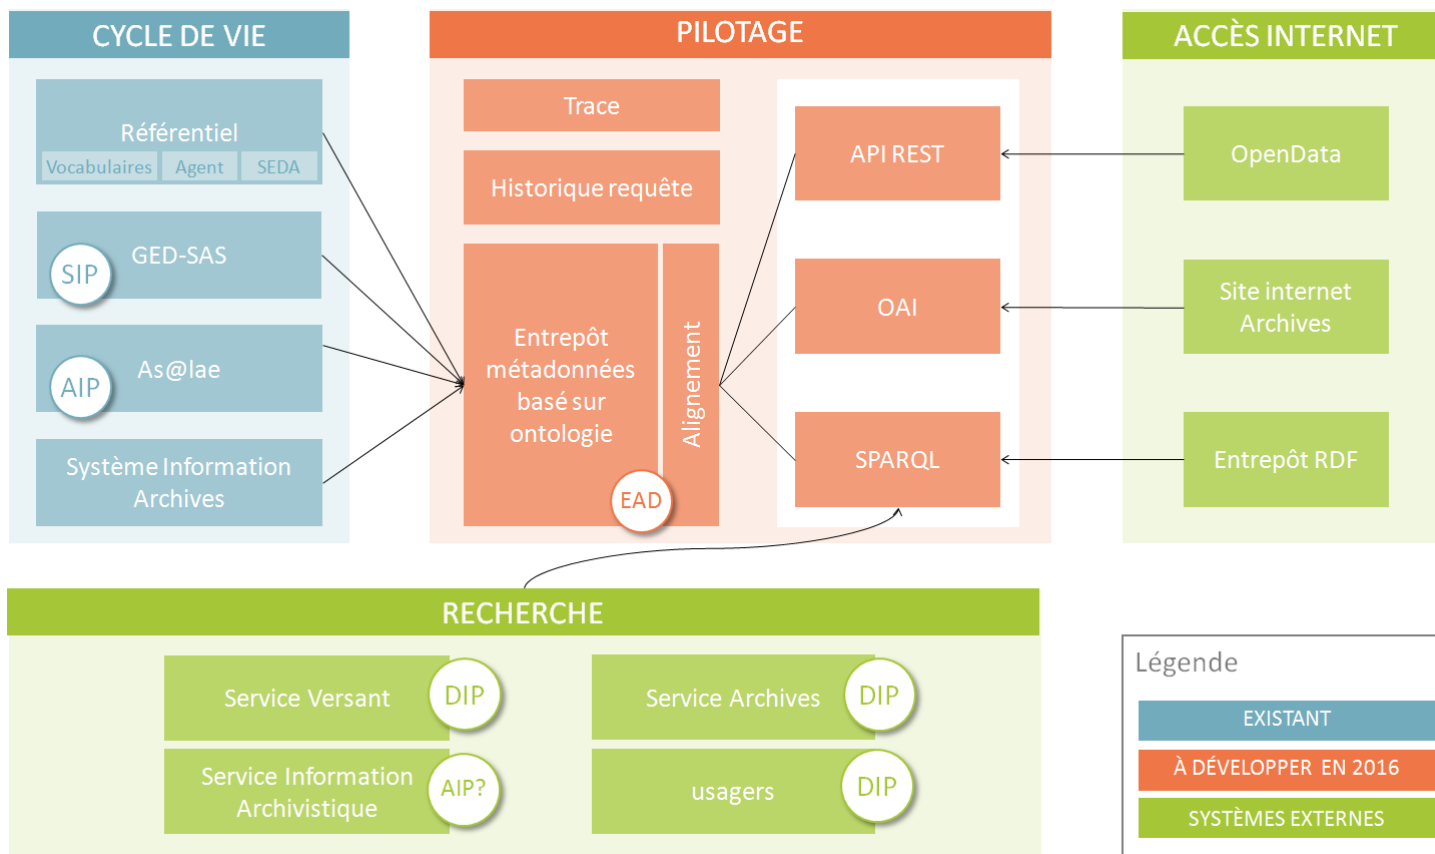 CYCLE DE VIE
Référentiel
Vocabulaires
Agent
SEDA
GED-SAS
SIP
As@lae
AIP
Système Information
Archives
PILOTAGE
Trace
Historique requête
Entrepôt
métadonnées
basé sur
ontologie
Alignement
EAD
API REST
OAI
SPARQL
ACCÈS INTERNET
OpenData
Site internet
Archives
Entrepôt RDF
RECHERCHE
Service Versant
DIP
Service Archives
DIP
Service Information
Archivistique
AIP?
usagers
DIP
Légende
EXISTANT
À DÉVELOPPER EN 2016
SYSTÈMES EXTERNES